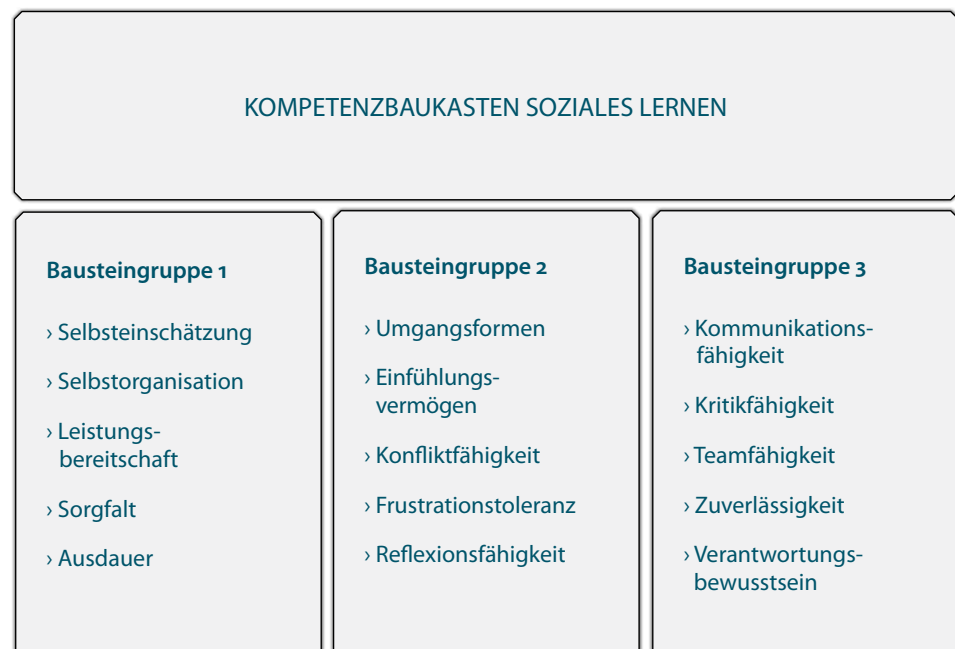 KOMPETENZBAUKASTEN SOZIALES LERNEN
Bausteingruppe 1
› Selbsteinschätzung
› Selbstorganisation
› Leistungs-
bereitschaft
› Sorgfalt
› Ausdauer
Bausteingruppe 2
› Umgangsformen
› Einfühlungs-
vermögen
› Konfliktfähigkeit
› Frustrationstoleranz
› Reflexionsfähigkeit
Bausteingruppe 3
› Kommunikations-
fähigkeit
› Kritikfähigkeit
› Teamfähigkeit
› Zuverlässigkeit
› Verantwortungs-
bewusstsein